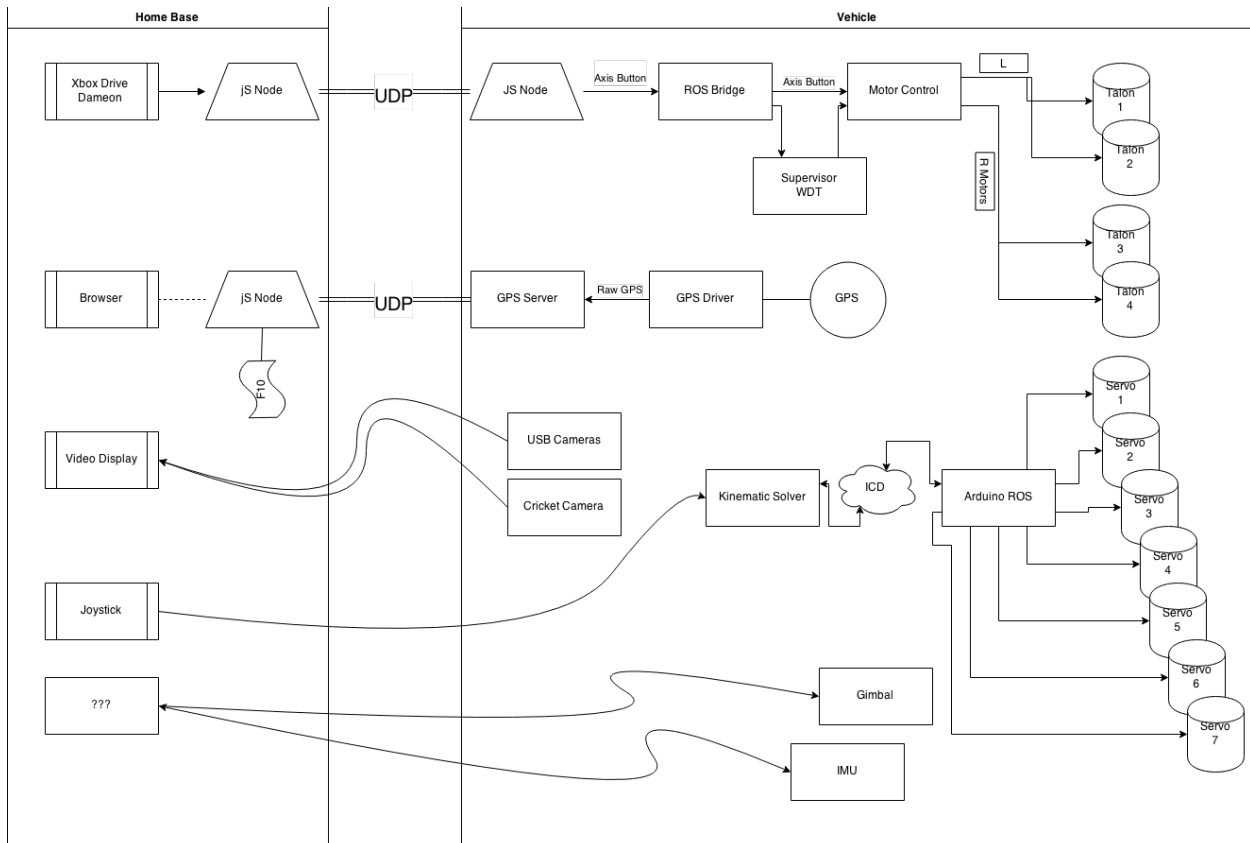 Home Base
Vehicle
Xbox Drive
Dameon
jS Node
UDP
JS Node
Axis Button
ROS Bridge
Axis Button
Motor Control
L
Talon
1
Talon
2
Supervisor
WDT
R Motors
Talon
3
Talon
4
Browser
jS Node
UDP
GPS Server
Raw GPS
GPS Driver
GPS
F10
Video Display
USB Cameras
Cricket Camera
Kinematic Solver
ICD
Arduino ROS
Servo
1
Servo
2
Servo
3
Servo
4
Servo
5
Servo
6
Servo
7
Joystick
???
Gimbal
IMU